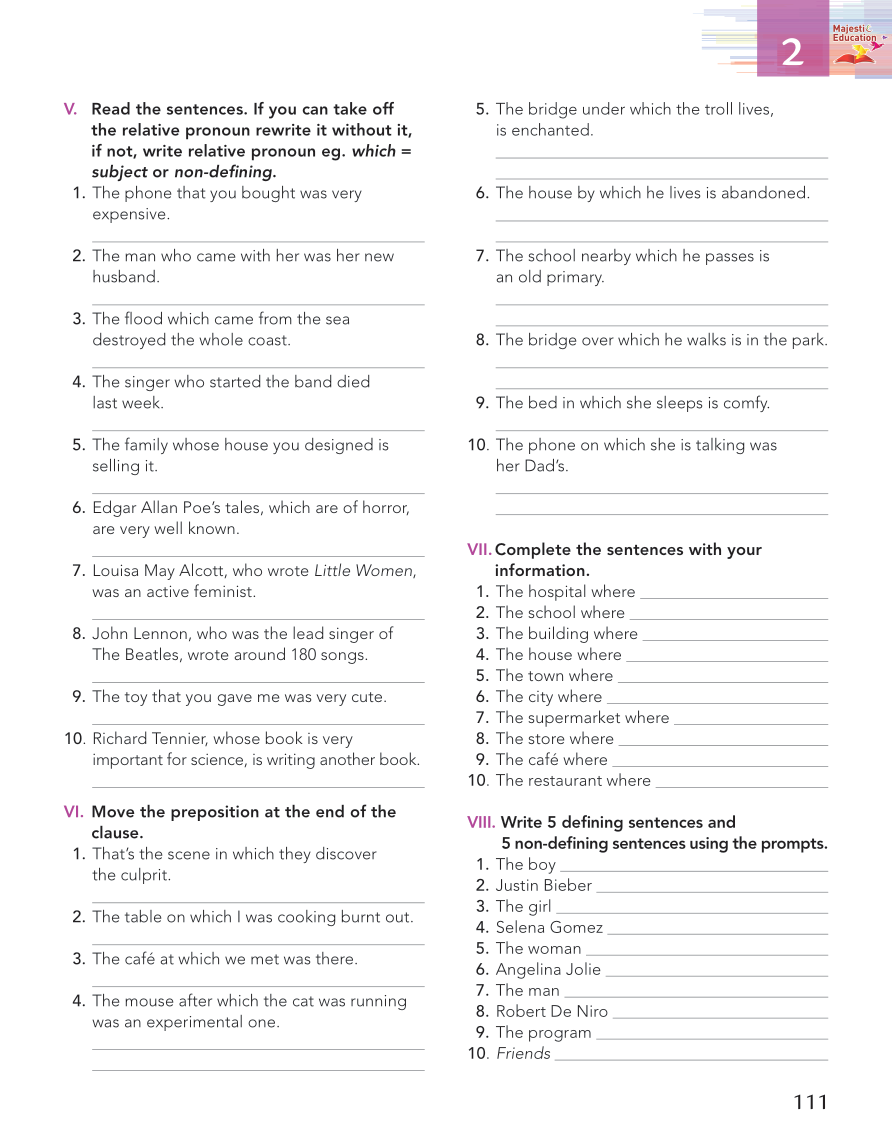 2
Majesti
Education
V. Read the sentences. If you can take off
the relative pronoun rewrite it without it,
if not, write relative pronoun eg. which =
subject or non-defining.
1. The phone that you bought was very
expensive.
2. The man who came with her was her new
husband.
3. The flood which came from the sea
destroyed the whole coast.
4. The singer who started the band died
last week.
5. The family whose house you designed is
selling it.
6. Edgar Allan Poe's tales, which are of horror,
are very well known.
7. Louisa May Alcott, who wrote Little Women,
was an active feminist.
8. John Lennon, who was the lead singer of
The Beatles, wrote around 180 songs.
9. The toy that you gave me was very cute.
10. Richard Tennier, whose book is very
important for science, is writing another book.
VI. Move the preposition at the end of the
clause.
1. That's the scene in which they discover
the culprit.
2. The table on which I was cooking burnt out.
3. The café at which we met was there.
4. The mouse after which the cat was running
was an experimental one.
5. The bridge under which the troll lives,
is enchanted.
6. The house by which he lives is abandoned.
7. The school nearby which he passes is
an old primary.
8. The bridge over which he walks is in the park.
9. The bed in which she sleeps is comfy.
10. The phone on which she is talking was
her Dad's.
VII. Complete the sentences with your
information.
1. The hospital where
2. The school where
3. The building where
4. The house where
5. The town where
6. The city where
7. The supermarket where
8. The store where
9. The café where
10. The restaurant where
VIII. Write 5 defining sentences and
5 non-defining sentences using the prompts.
1. The boy
2. Justin Bieber
3. The girl
4. Selena Gomez
5. The woman
6. Angelina Jolie
7. The man
8. Robert De Niro
9. The program
10. Friends
111